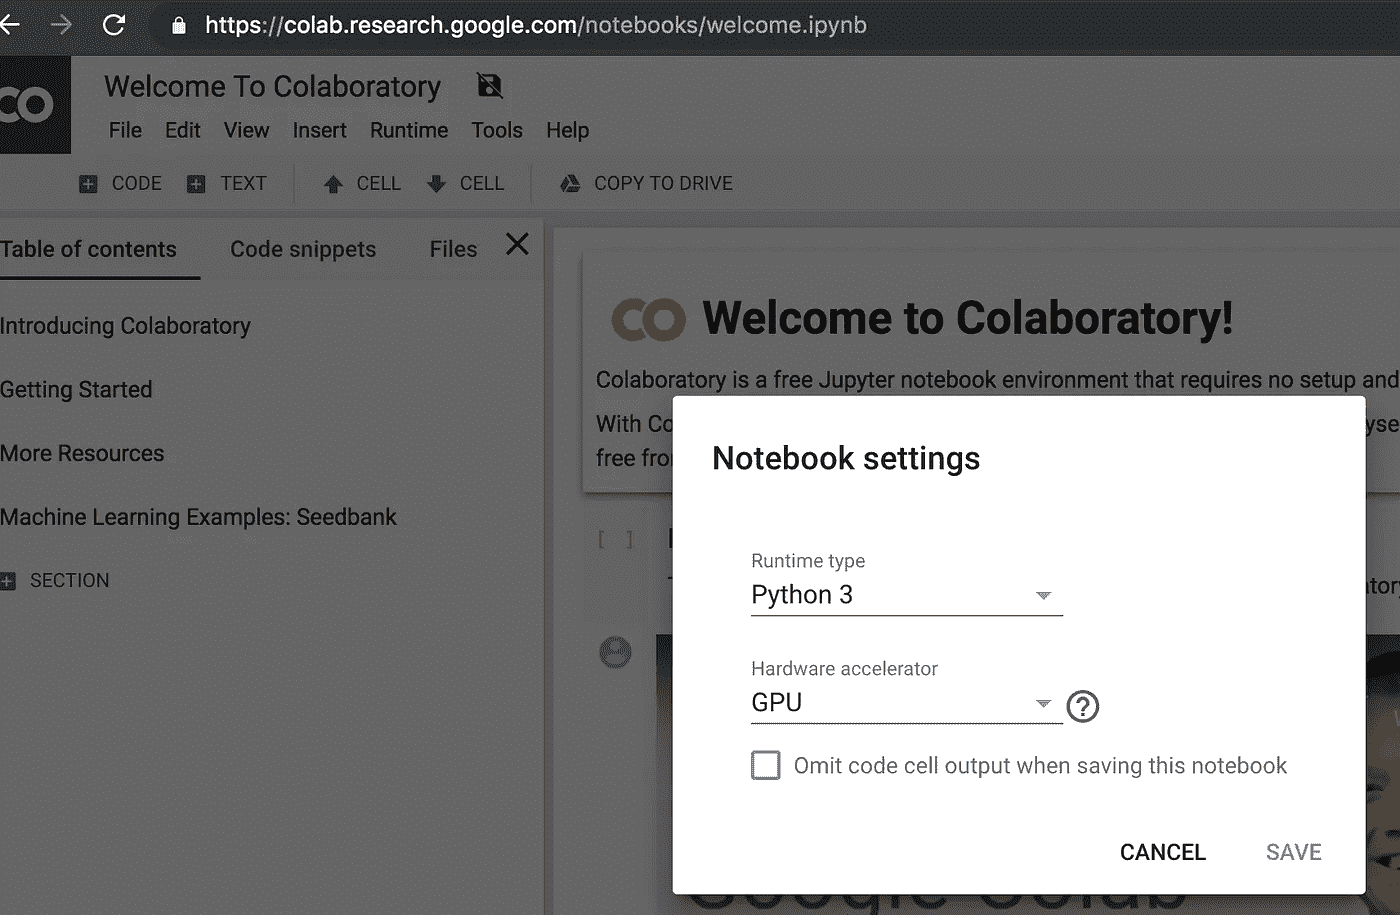 https://colab.research.google.com/notebooks/welcome.ipynb
CO
Welcome To Colaboratory
File Edit View Insert Runtime Tools Help
CODE TEXT CELL CELL COPY TO DRIVE
Table of contents Code snippets Files
Introducing Colaboratory
Getting Started
More Resources
Machine Learning Examples: Seedbank
SECTION
CO Welcome to Colaboratory!
Colaboratory is a free Jupyter notebook environment that requires no setup and
With
free
[ ]
Notebook settings
Runtime type
Python 3
Hardware accelerator
GPU
?
Omit code cell output when saving this notebook
CANCEL SAVE
Google Colab